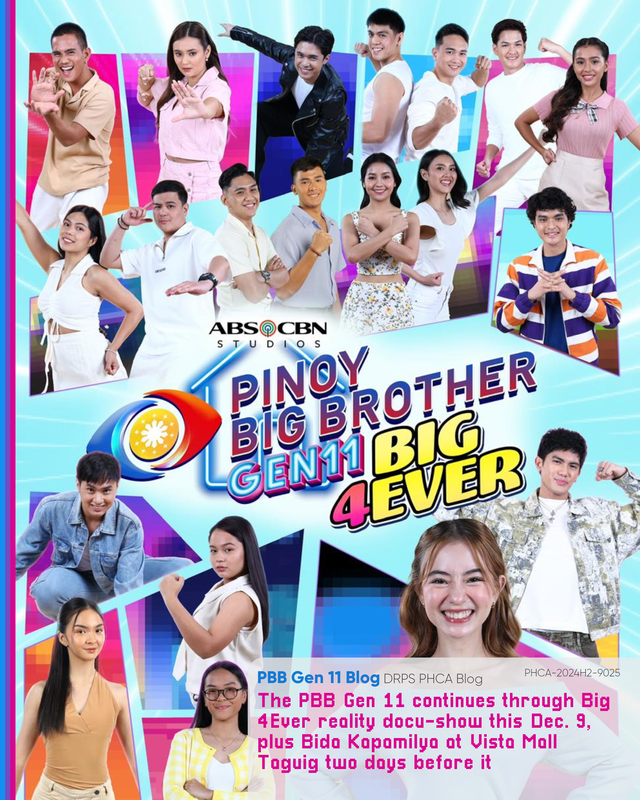 ABS CBN
STUDIOS
PINOY
BIG BROTHER
GEN11 BIG
4EVER
PBB Gen 11 Blog DRPS PHCA Blog
PHCA-2024H2-9025
The PBB Gen 11 continues through Big
4Ever reality docu-show this Dec. 9,
plus Bida Kapamilya at Vista Mall
Taguig two days before it